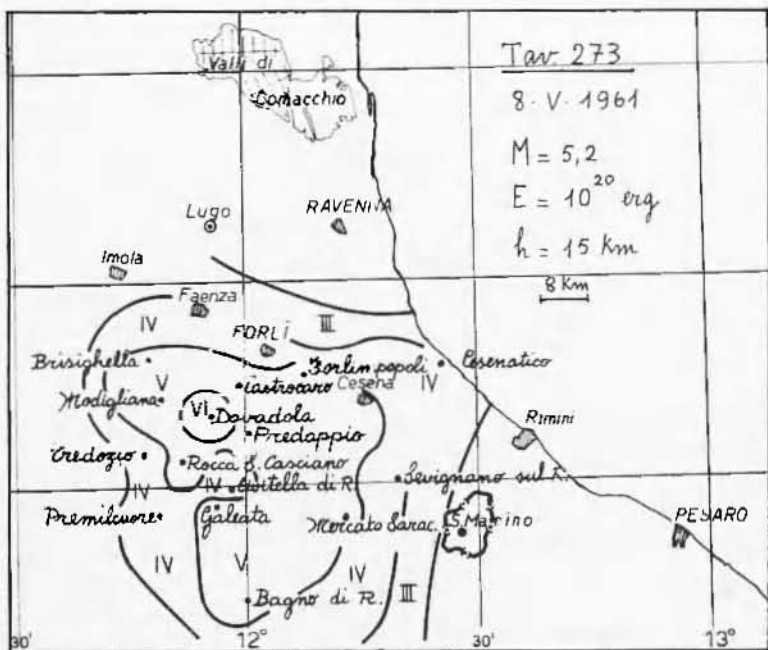 Tav. 273
8. V. 1961
M = 5,2
E = 10²⁰ erg
h = 15 Km
8 Km
Valli di
Comacchio
Lugo
RAVENNA
Imola
Faenza
IV
III
FORLÌ
Brisighella
Forlimpopoli
IV
Cesenatico
V
Castrocaro
Cesena
Modigliana
VI
Dovadola
Rimini
Predappio
Tredozio
Rocca S. Casciano
IV
IV
Civitella di R.
Savignano sul R.
Premilcuore
Galeata
Mercato Sarac.
S. Marino
PESARO
IV
V
IV
III
Bagno di R.
30'
12°
30'
13°